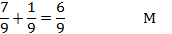 7/9 + 1/9 = 6/9 M